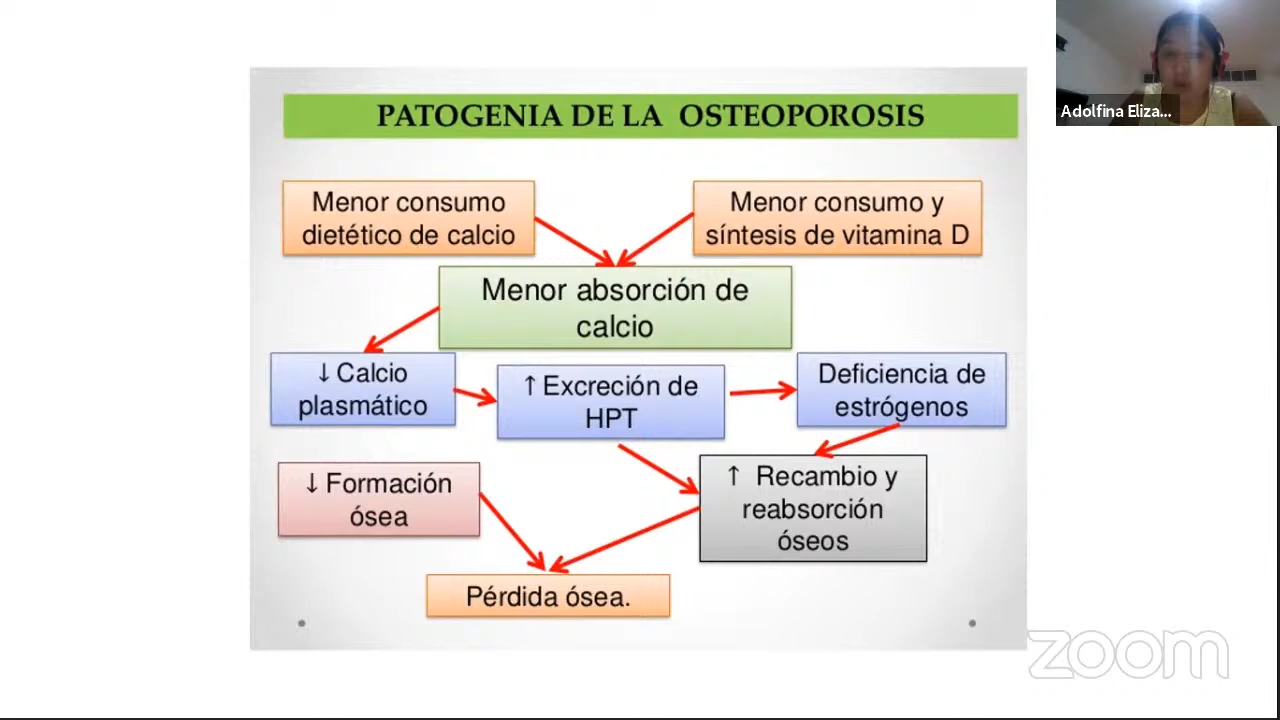 PATOGENIA DE LA OSTEOPOROSIS
Adolfina Eliza...
Menor consumo
dietético de calcio
Menor consumo y
síntesis de vitamina D
Menor absorción de
calcio
↓ Calcio
plasmático
↑ Excreción de
HPT
Deficiencia de
estrógenos
↓ Formación
ósea
↑ Recambio y
reabsorción
óseos
Pérdida ósea.
zoom